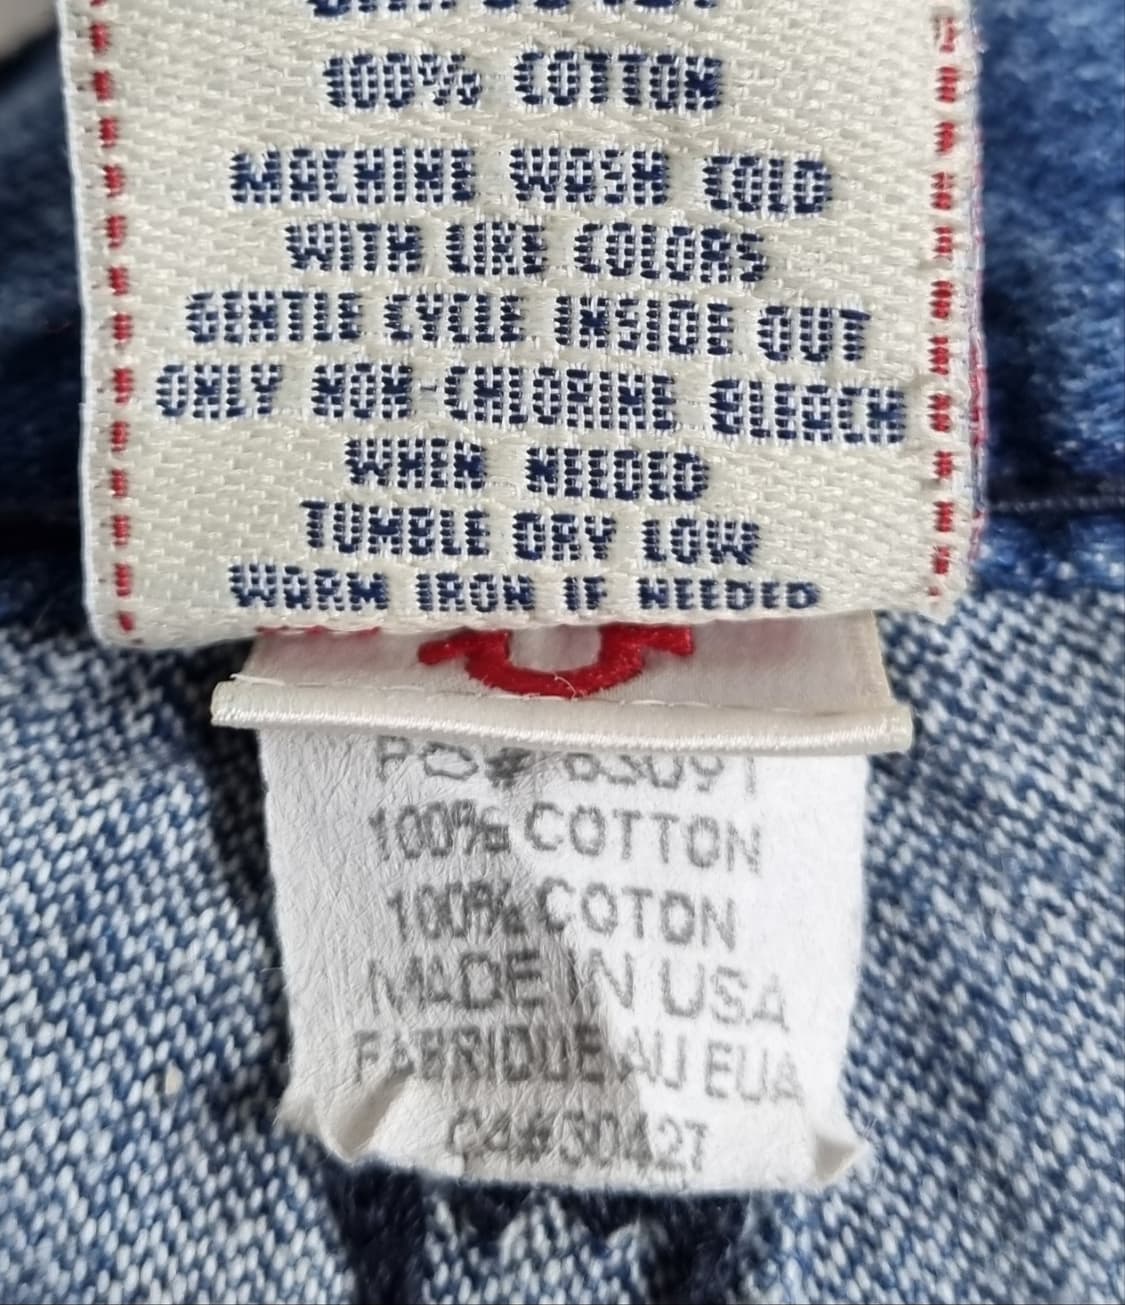 100% COTTON
MACHINE WASH COLD
WITH LIKE COLORS
GENTLE CYCLE INSIDE OUT
ONLY NON-CHLORINE BLEACH
WHEN NEEDED
TUMBLE DRY LOW
WARM IRON IF NEEDED
100% COTTON
100% COTON
MADE IN USA
FABRIQUE AU EUA